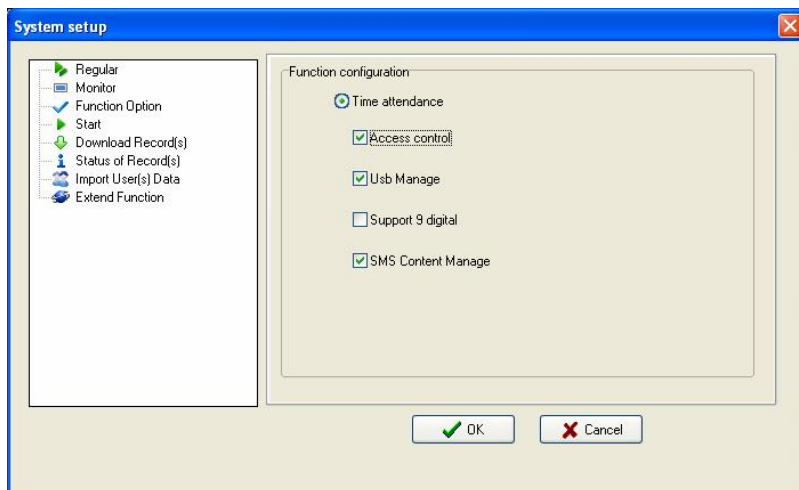 System setup
Regular
Monitor
Function Option
Start
Download Record(s)
Status of Record(s)
Import User(s) Data
Extend Function
Function configuration
Time attendance
Access control
Usb Manage
Support 9 digital
SMS Content Manage
OK
Cancel